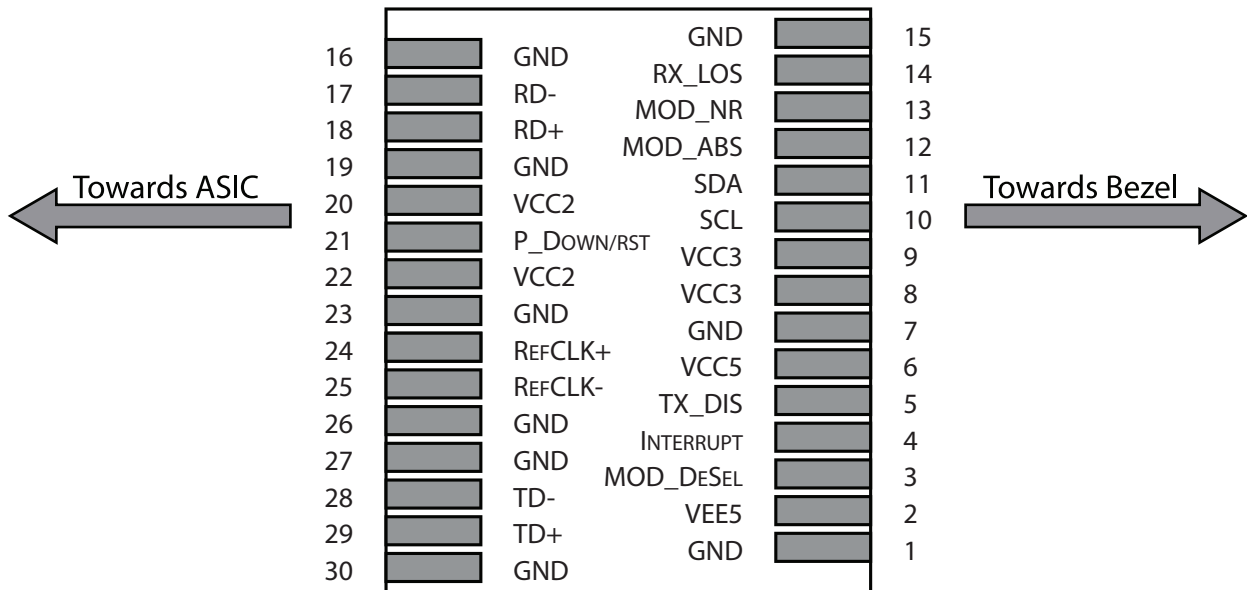 GND 15
16 GND
RX_LOS 14
17 RD-
MOD_NR 13
18 RD+
MOD_ABS 12
19 GND
SDA 11
Towards ASIC
Towards Bezel
20 VCC2
SCL 10
21 P_DOWN/RST
VCC3 9
22 VCC2
VCC3 8
23 GND
GND 7
24 REFCLK+
VCC5 6
25 REFCLK-
TX_DIS 5
26 GND
INTERRUPT 4
27 GND
MOD_DESEL 3
28 TD-
VEE5 2
29 TD+
GND 1
30 GND